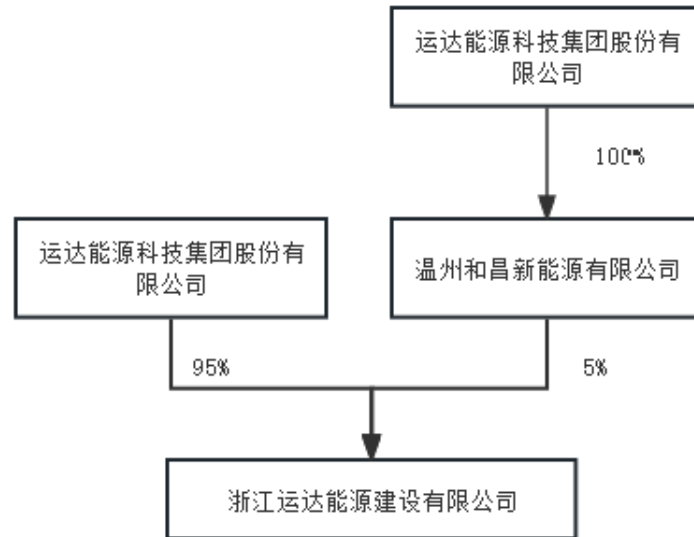 运达能源科技集团股份有
限公司
100%
运达能源科技集团股份有
限公司
温州和昌新能源有限公司
95%
5%
浙江运达能源建设有限公司